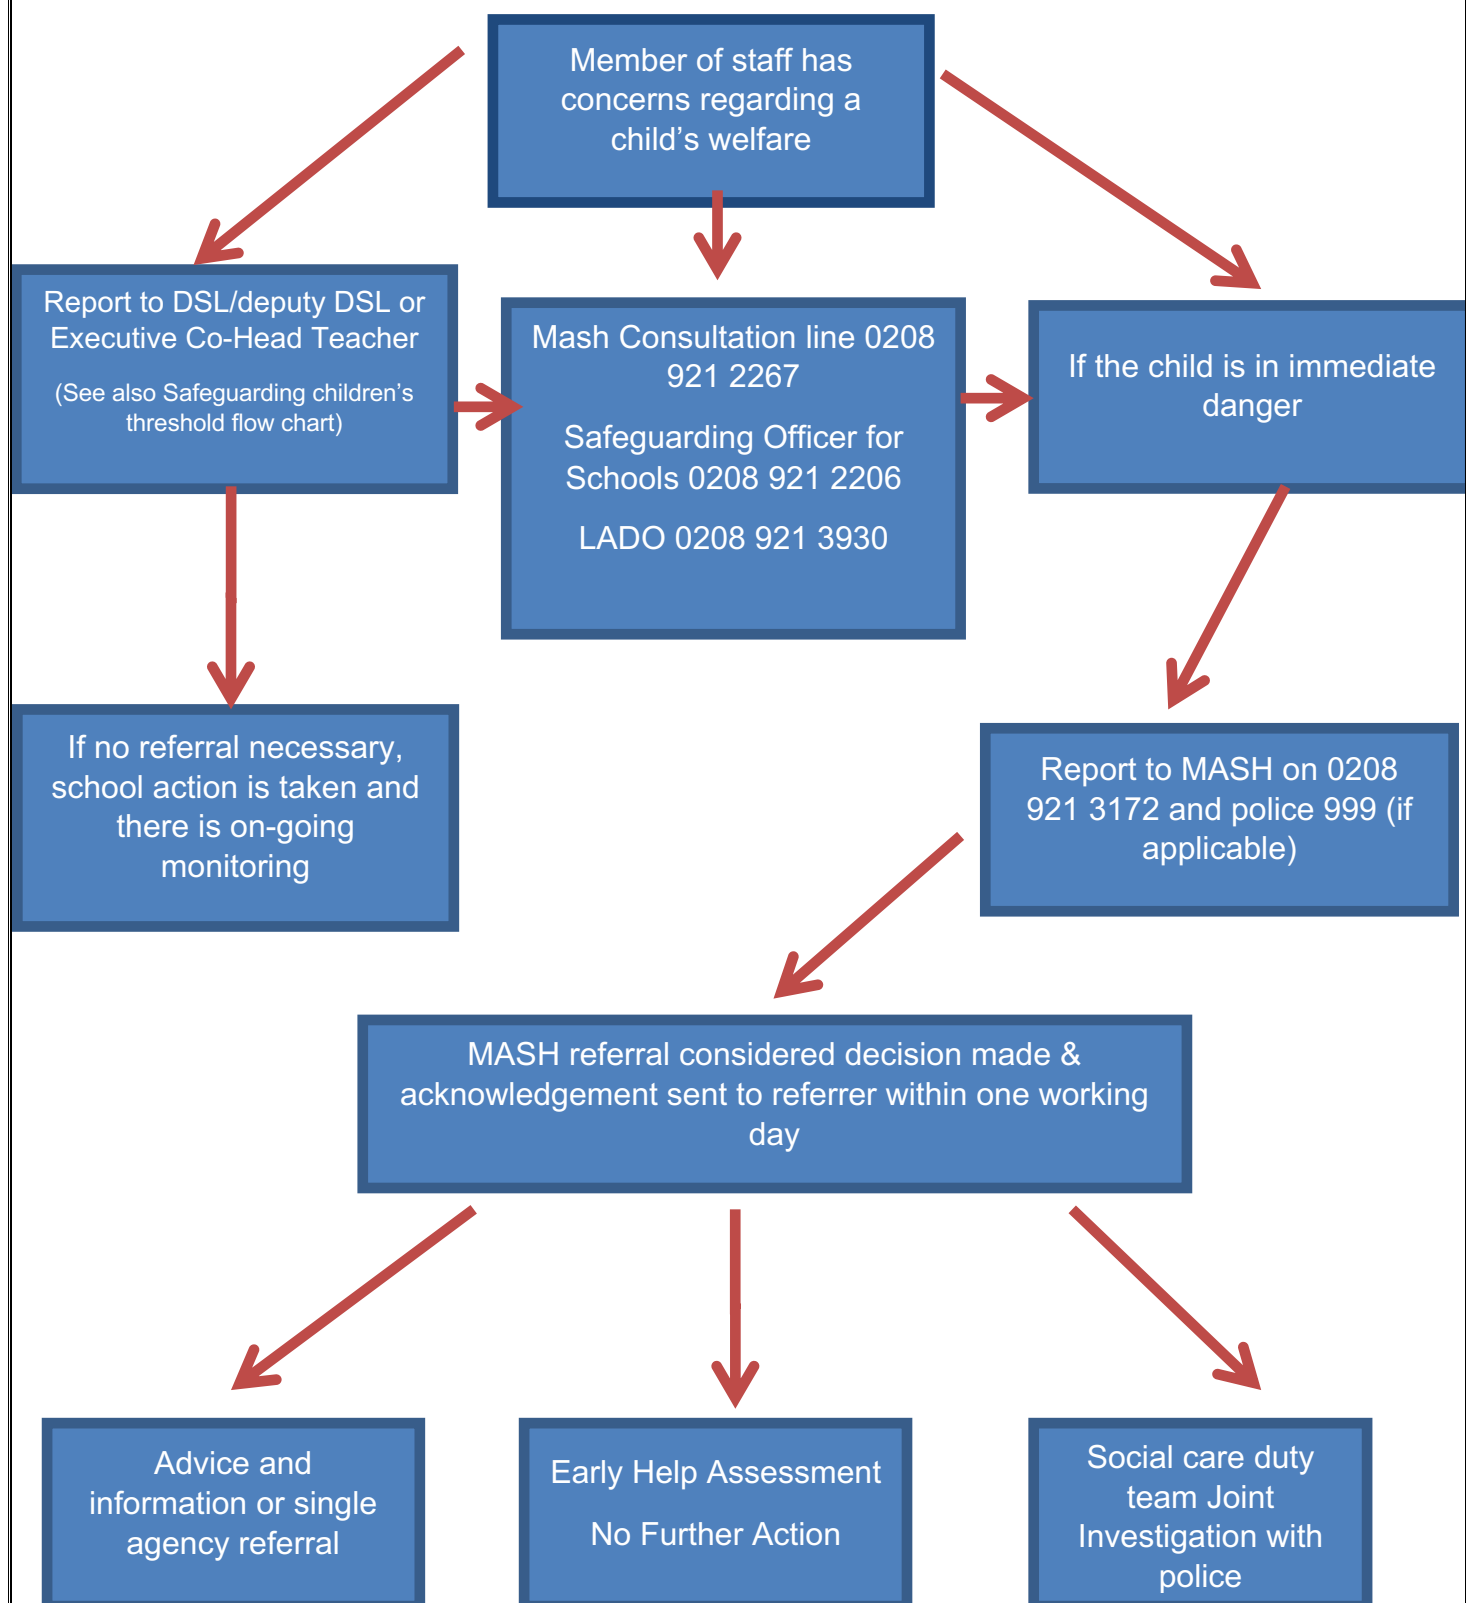 Member of staff has
concerns regarding a
child’s welfare
Report to DSL/deputy DSL or
Executive Co-Head Teacher
(See also Safeguarding children’s
threshold flow chart)
Mash Consultation line 0208
921 2267
Safeguarding Officer for
Schools 0208 921 2206
LADO 0208 921 3930
If the child is in immediate
danger
If no referral necessary,
school action is taken and
there is on-going
monitoring
Report to MASH on 0208
921 3172 and police 999 (if
applicable)
MASH referral considered decision made &
acknowledgement sent to referrer within one working
day
Advice and
information or single
agency referral
Early Help Assessment
No Further Action
Social care duty
team Joint
Investigation with
police